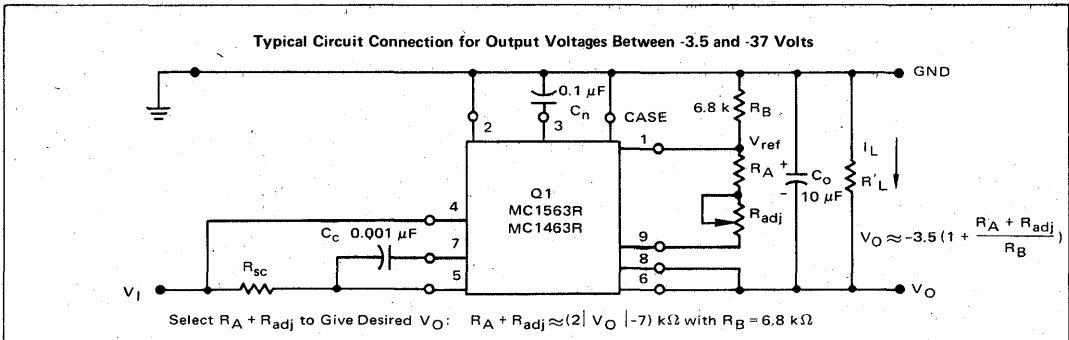 Typical Circuit Connection for Output Voltages Between -3.5 and -37 Volts
GND
0.1 μF
Cn
2
3
CASE
6.8 k
RB
1
Vref
RA
+
-
Co
10 μF
IL
R'L
Q1
MC1563R
MC1463R
Radj
4
Cc 0.001 μF
7
9
8
Rsc
5
6
VI
VO
VO ≈ -3.5 (1 + (RA + Radj) / RB)
Select RA + Radj to Give Desired VO: RA + Radj ≈ (2| VO |-7) kΩ with RB = 6.8 kΩ